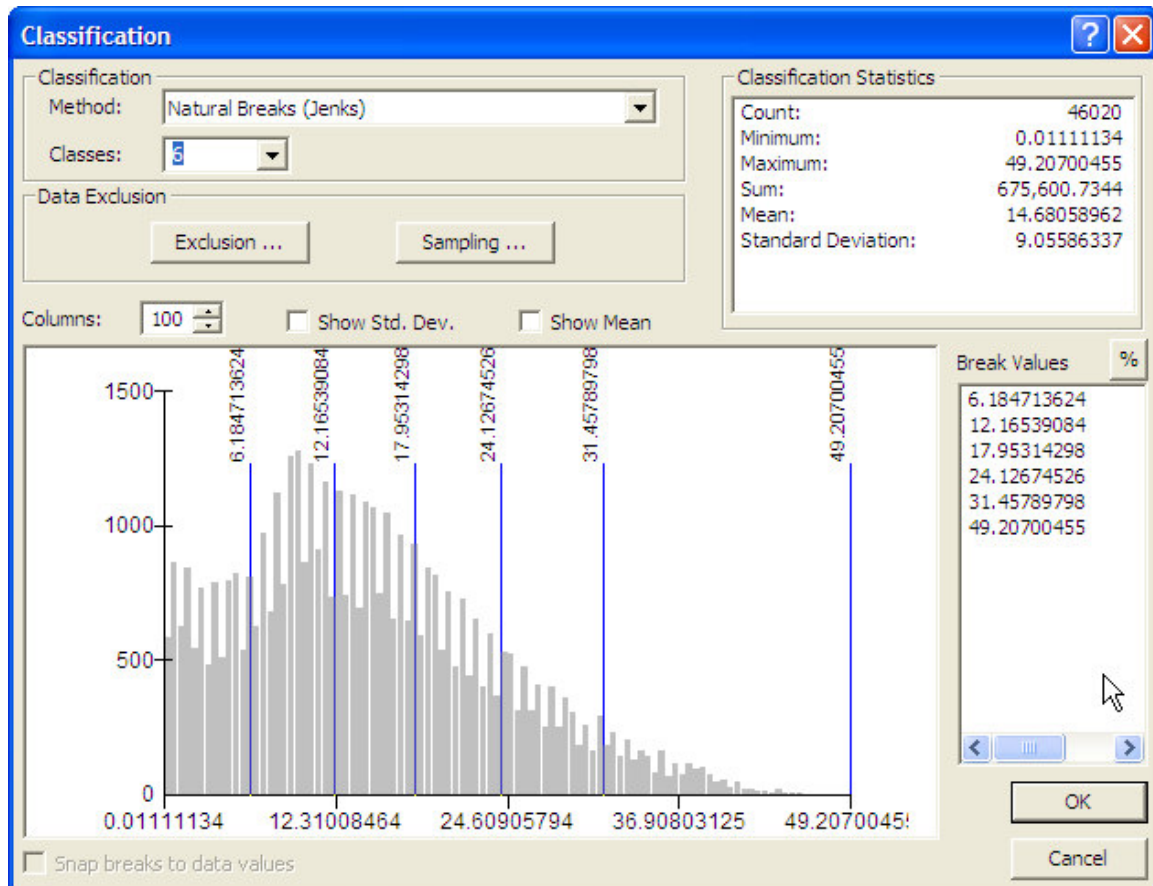 Classification
Classification
Method:
Natural Breaks (Jenks)
Classes:
6
Data Exclusion
Exclusion ...
Sampling ...
Classification Statistics
Count: 46020
Minimum: 0.01111134
Maximum: 49.20700455
Sum: 675,600.7344
Mean: 14.68058962
Standard Deviation: 9.05586337
Columns:
100
Show Std. Dev.
Show Mean
6.184713624
12.16539084
17.95314298
24.12674526
31.45789798
49.20700455
1500
1000
500
0
0.01111134
12.31008464
24.60905794
36.90803125
49.20700455
Break Values
%
6.184713624
12.16539084
17.95314298
24.12674526
31.45789798
49.20700455
Snap breaks to data values
OK
Cancel